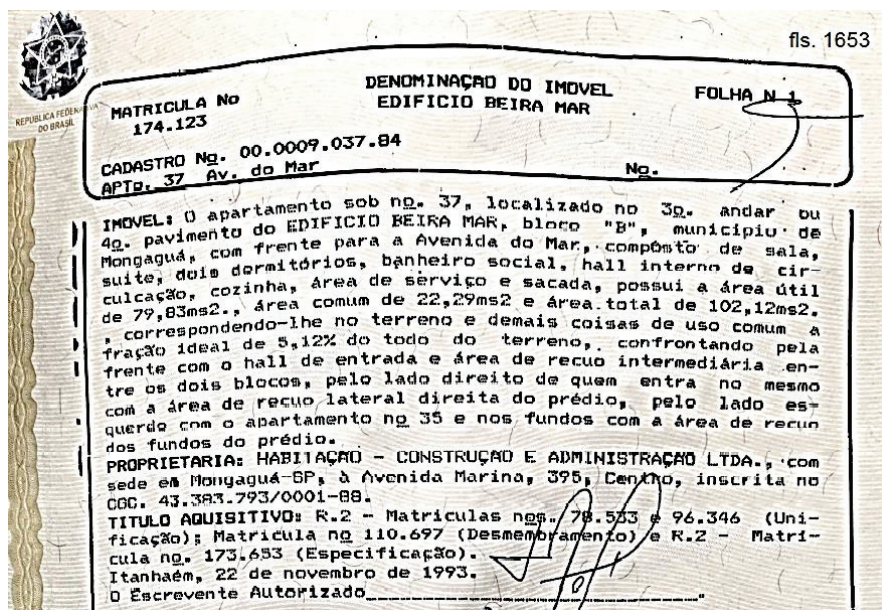 fls. 1653
REPUBLICA FEDERATIVA
DO BRASIL
MATRICULA No
174.123
DENOMINAÇÃO DO IMOVEL
EDIFICIO BEIRA MAR
FOLHA N 1
CADASTRO No. 00.0009.037.84
APTo. 37 Av. do Mar
No.
IMOVEL: O apartamento sob no. 37, localizado no 3o. andar ou
4o. pavimento do EDIFICIO BEIRA MAR, bloco "B", municipiu de
Mongaguá, com frente para a Avenida do Mar, compôsto de sala,
suite, dois dormitórios, banheiro social, hall interno de cir-
culcação, cozinha, área de serviço e sacada, possui a área útil
de 79,83ms2., área comum de 22,29ms2 e área total de 102,12ms2.
, correspondendo-lhe no terreno e demais coisas de uso comum a
fração ideal de 5,12% do todo do terreno, confrontando pela
frente com o hall de entrada e área de recuo intermediária en-
tre os dois blocos, pelo lado direito de quem entra no mesmo
com a área de recuo lateral direita do prédio, pelo lado es-
querdo com o apartamento no 35 e nos fundos com a área de recuo
dos fundos do prédio.
PROPRIETARIA: HABITAÇÃO - CONSTRUÇÃO E ADMINISTRAÇÃO LTDA., com
sede em Mongaguá-SP, à Avenida Marina, 395, Centro, inscrita no
CGC. 43.383.793/0001-88.
TITULO AQUISITIVO: R.2 - Matriculas nos. 78.533 e 96.346 (Uni-
ficação); Matricula no 110.697 (Desmembramento) e R.2 - Matri-
cula no. 173.653 (Especificação).
Itanhaém, 22 de novembro de 1993.
O Escrevente Autorizado